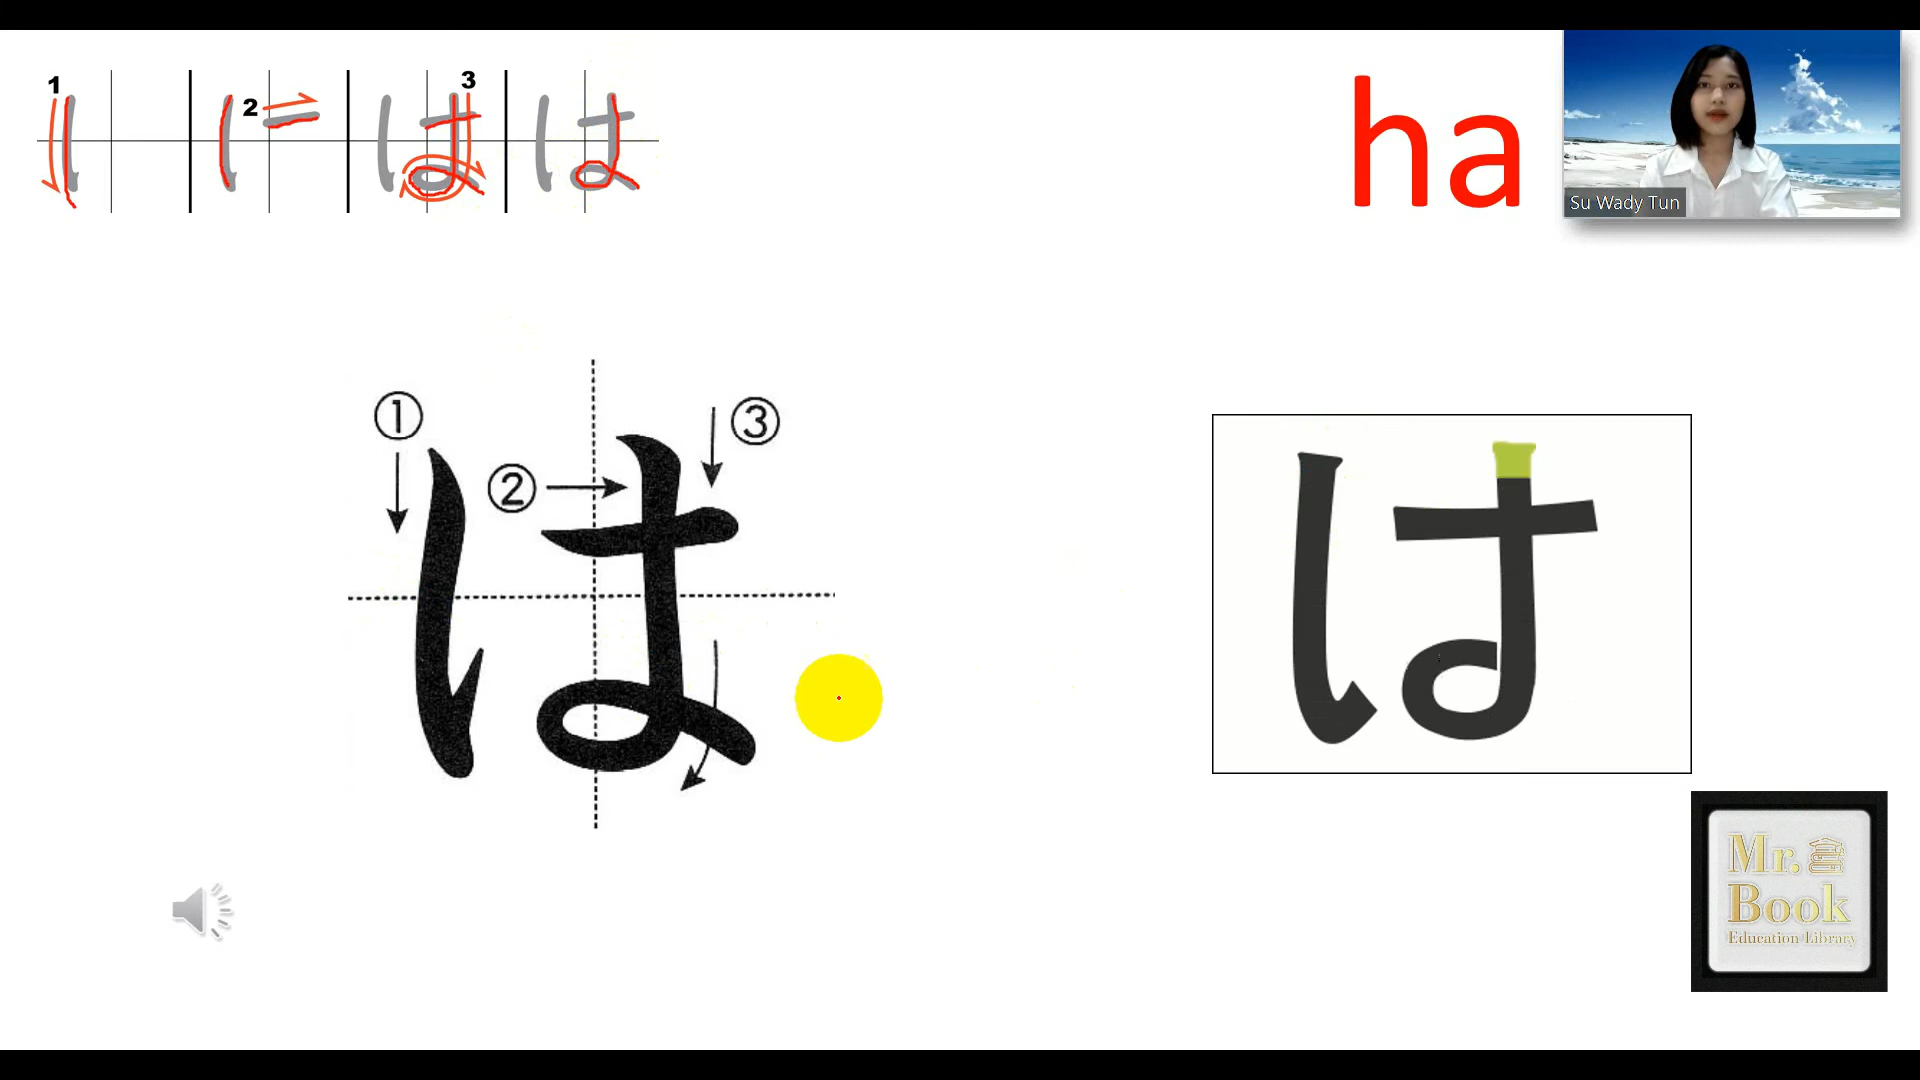 1
2
3
は
ha
Su Wady Tun
①
②
③
は
は
Mr.
Book
Education Library